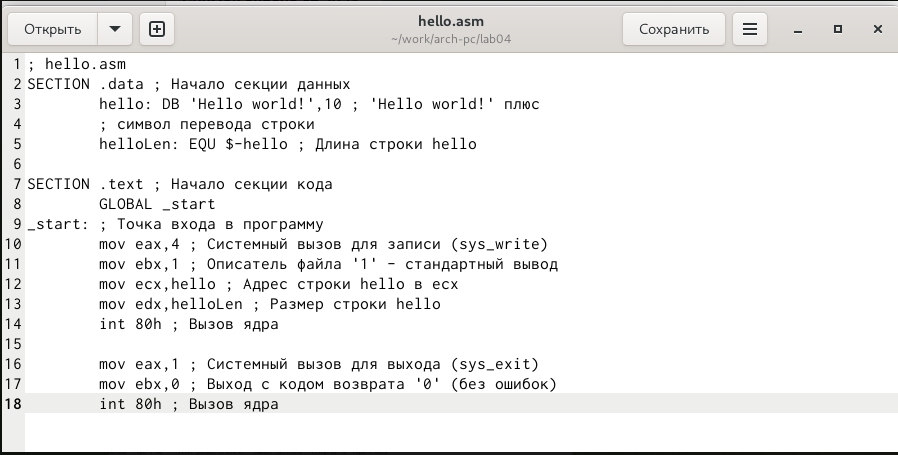 Открыть
hello.asm
~/work/arch-pc/lab04
Сохранить
1 ; hello.asm
2 SECTION .data ; Начало секции данных
3 hello: DB 'Hello world!',10 ; 'Hello world!' плюс
4 ; символ перевода строки
5 helloLen: EQU $-hello ; Длина строки hello
6
7 SECTION .text ; Начало секции кода
8 GLOBAL _start
9 _start: ; Точка входа в программу
10 mov eax,4 ; Системный вызов для записи (sys_write)
11 mov ebx,1 ; Описатель файла '1' - стандартный вывод
12 mov ecx,hello ; Адрес строки hello в ecx
13 mov edx,helloLen ; Размер строки hello
14 int 80h ; Вызов ядра
15
16 mov eax,1 ; Системный вызов для выхода (sys_exit)
17 mov ebx,0 ; Выход с кодом возврата '0' (без ошибок)
18 int 80h ; Вызов ядра